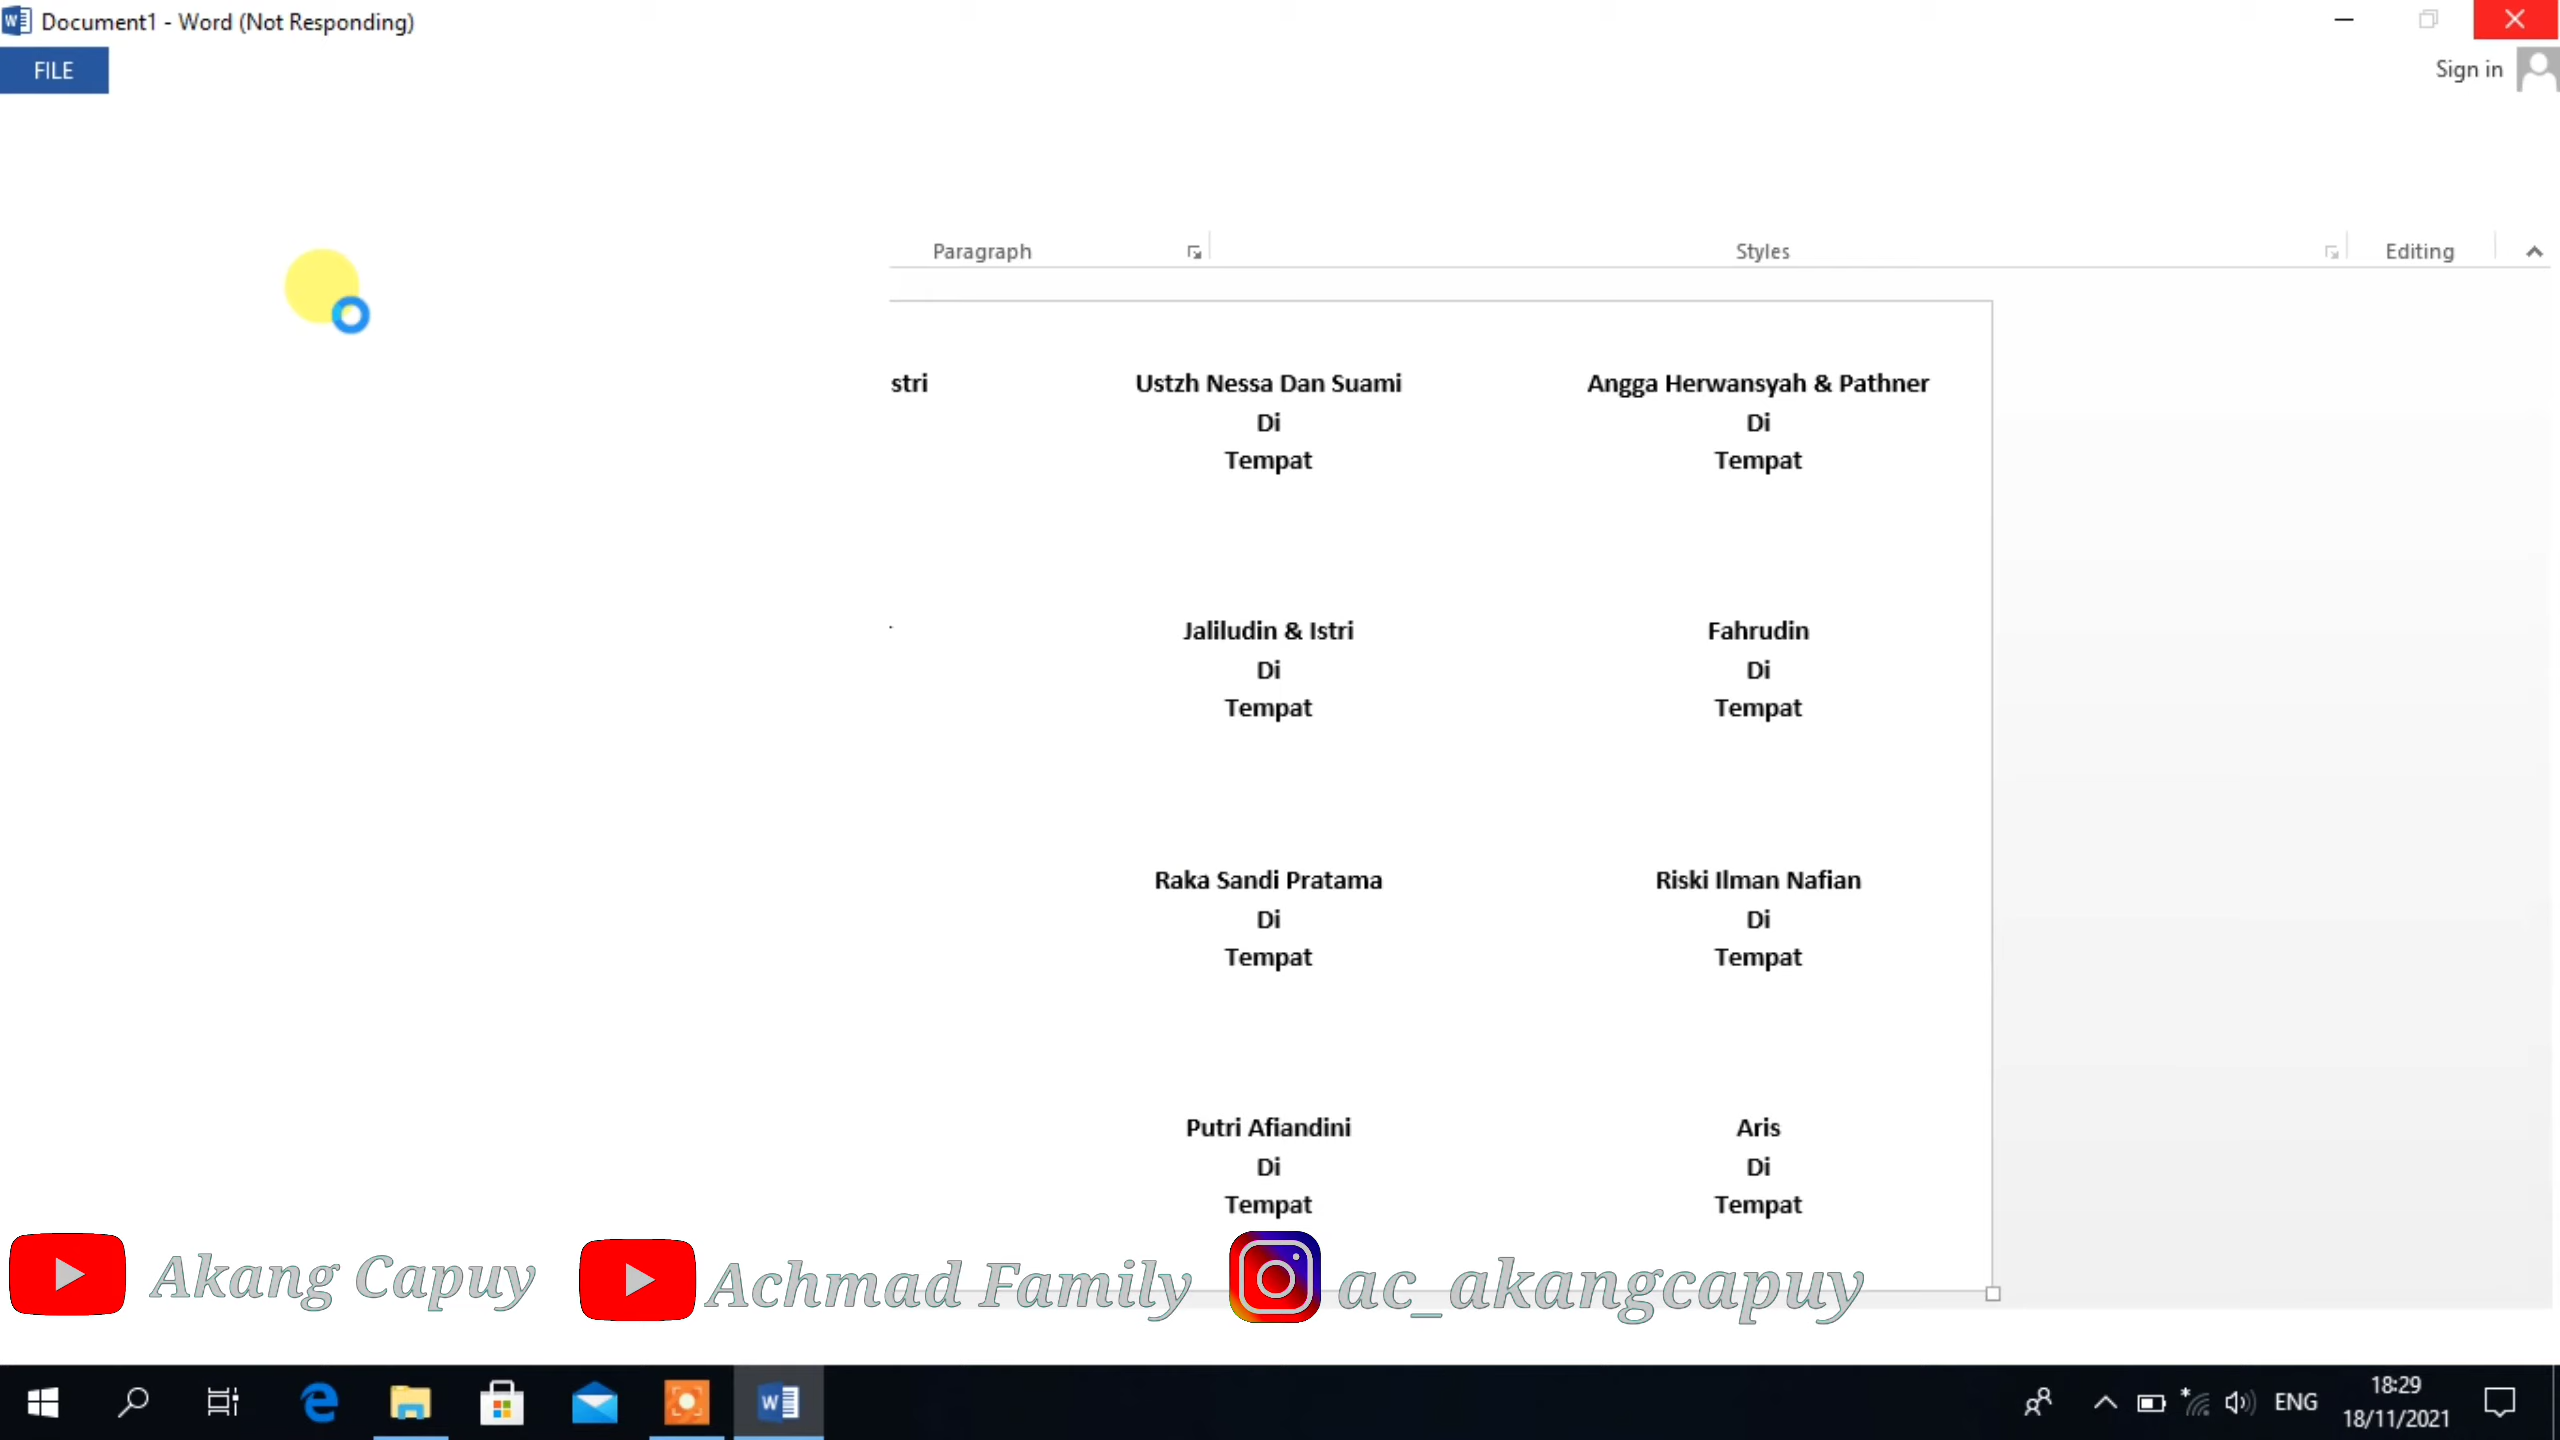 Document1 - Word (Not Responding)
FILE
Sign in
Paragraph
Styles
Editing
stri
Ustzh Nessa Dan Suami
Di
Tempat
Angga Herwansyah & Pathner
Di
Tempat
Jaliludin & Istri
Di
Tempat
Fahrudin
Di
Tempat
Raka Sandi Pratama
Di
Tempat
Riski Ilman Nafian
Di
Tempat
Putri Afiandini
Di
Tempat
Aris
Di
Tempat
Akang Capuy
Achmad Family
ac_akangcapuy
ENG
18:29
18/11/2021